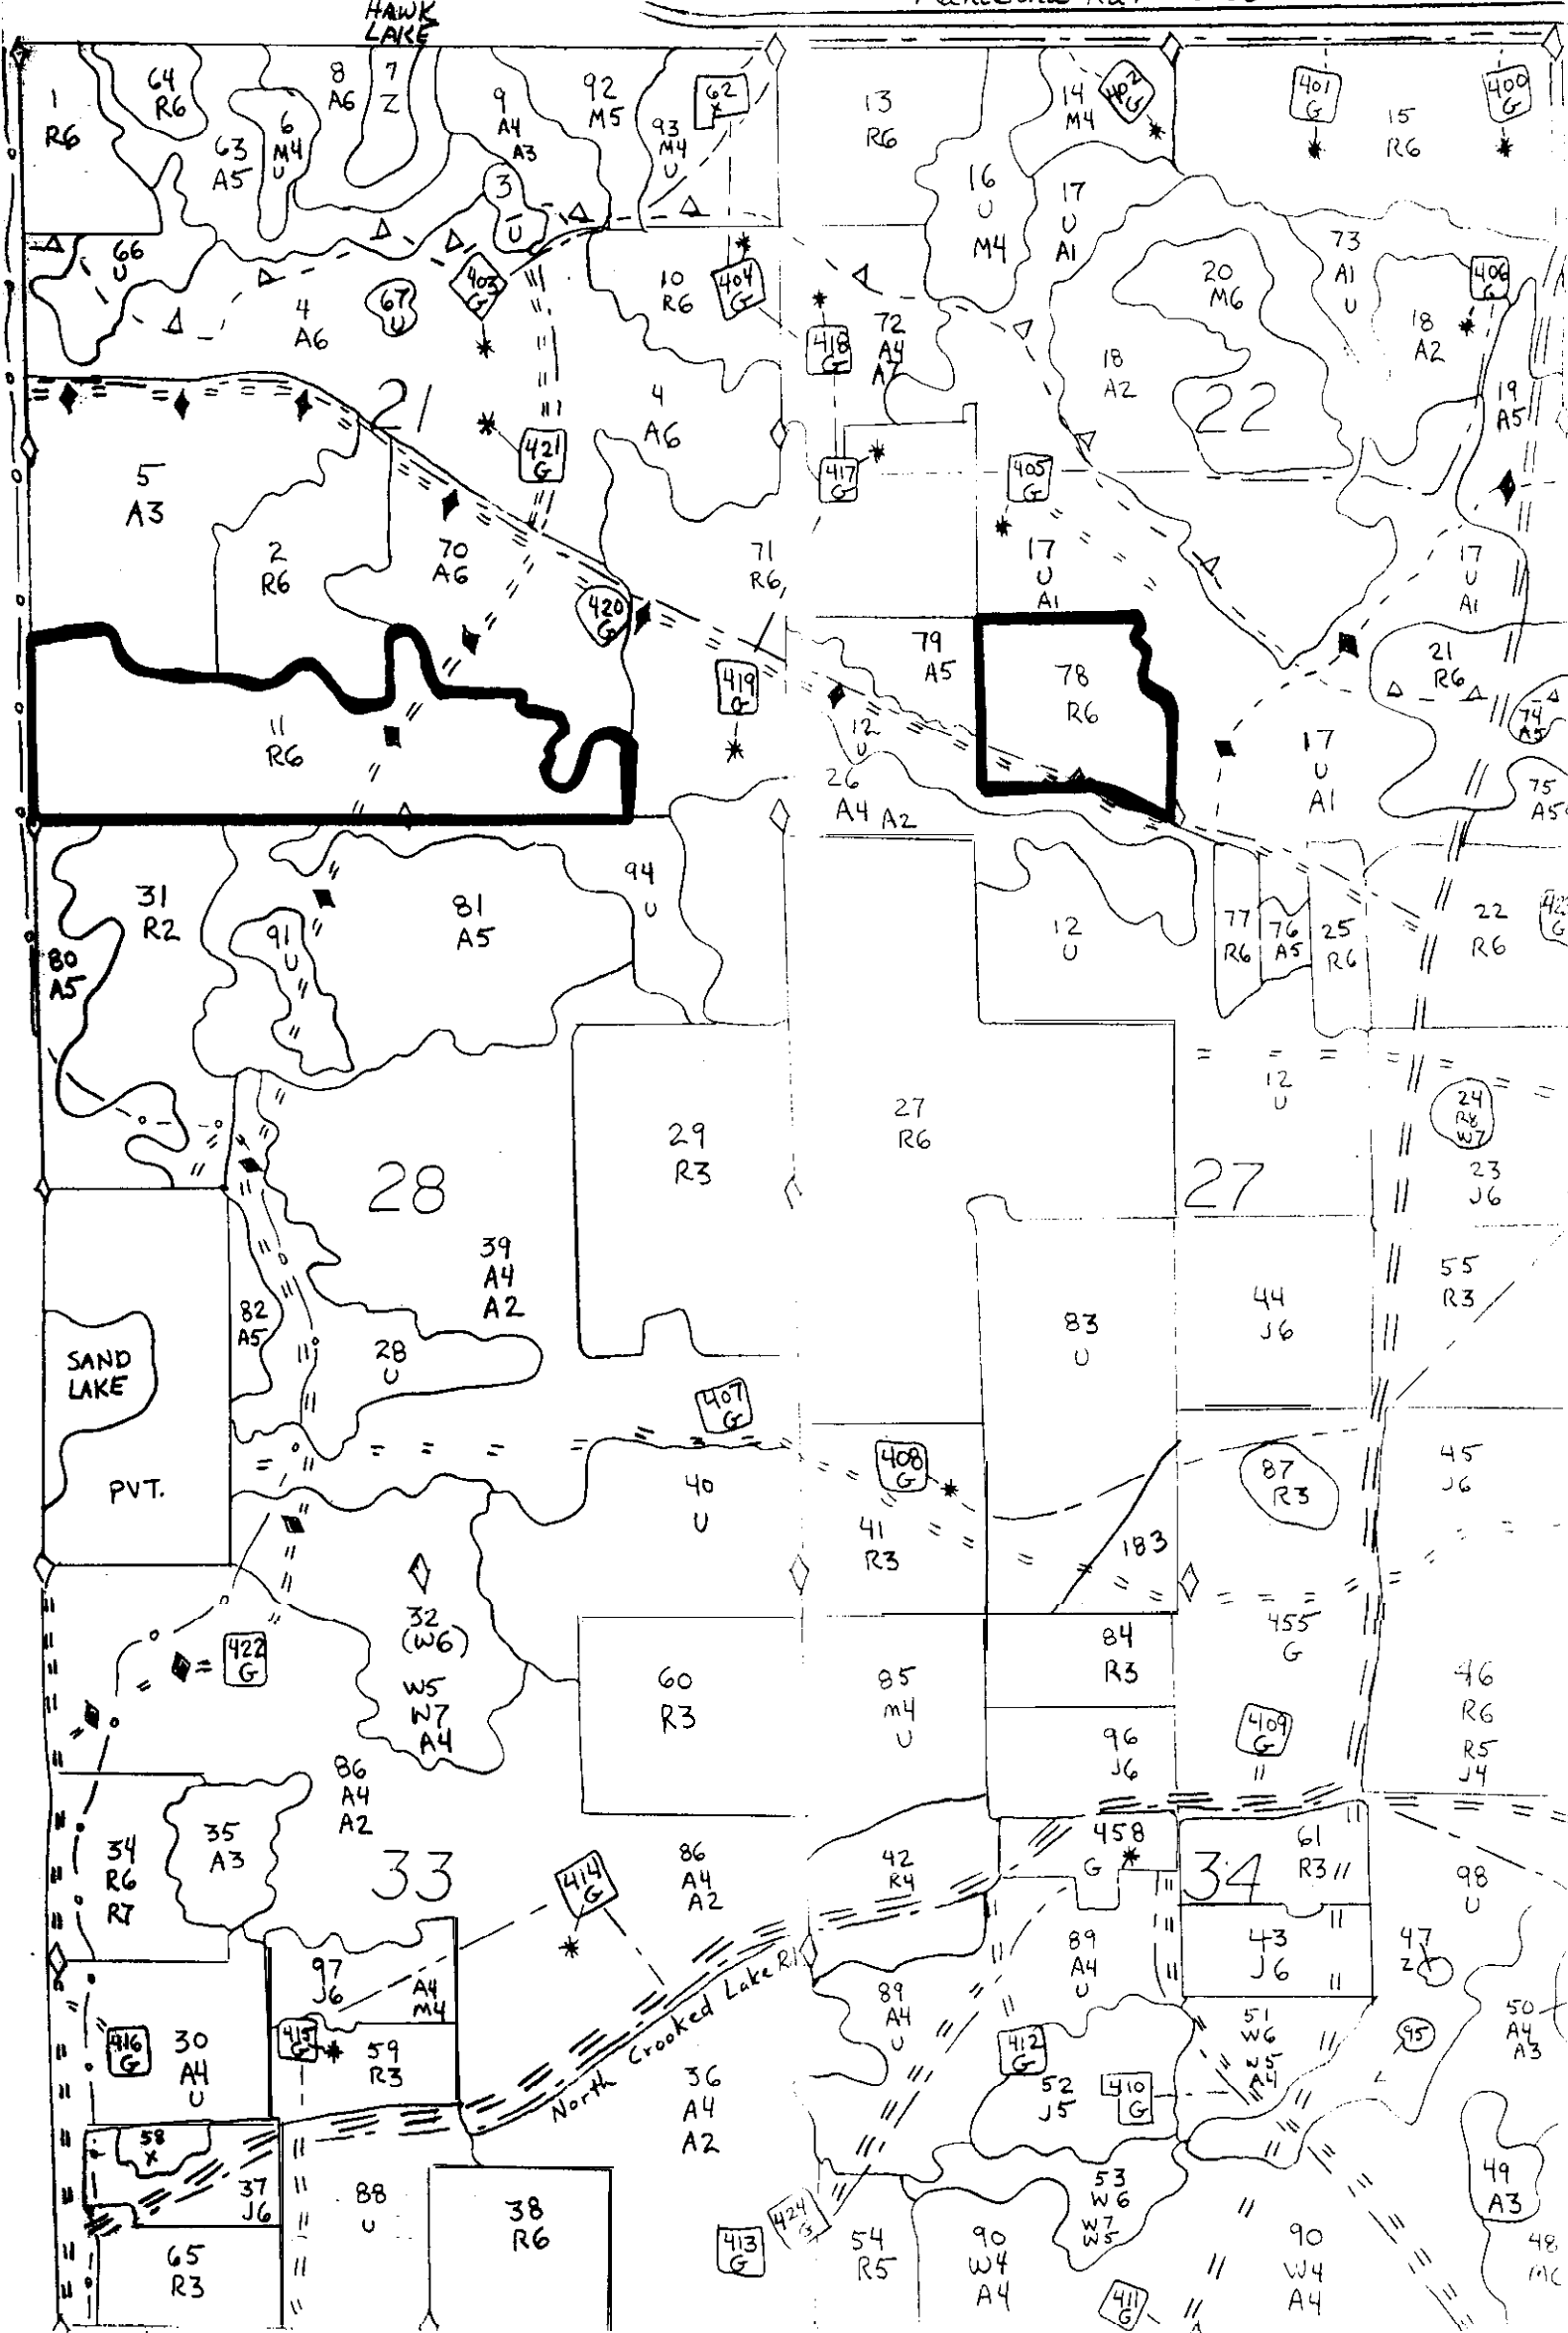 HAWK
LAKE
1
R6
64
R6
63
A5
6
M4
U
8
A6
7
Z
9
A4
A3
92
M5
93
M4
U
62
X
13
R6
14
M4
402
G
401
G
15
R6
400
G
3
U
16
U
M4
17
U
A1
66
U
4
A6
67
U
403
G
10
R6
404
G
418
G
72
A4
A7
20
M6
73
A1
U
406
G
18
A2
18
A2
19
A5
21
4
A6
22
5
A3
421
G
417
G
405
G
2
R6
70
A6
71
R6
17
U
A1
17
U
A1
420
G
79
A5
78
R6
21
R6
419
G
12
U
74
A5
11
R6
17
U
A1
26
A4 A2
75
A5
31
R2
81
A5
94
U
12
U
77
R6
76
A5
25
R6
22
R6
80
A5
91
U
29
R3
27
R6
12
U
24
R8
W7
28
27
23
J6
39
A4
A2
55
R3
82
A5
28
U
83
U
44
J6
SAND
LAKE
407
G
PVT.
40
U
408
G
87
R3
45
J6
41
R3
183
32
(W6)
W5
W7
A4
422
G
60
R3
85
M4
U
84
R3
455
G
46
R6
R5
J4
96
J6
409
G
86
A4
A2
34
R6
R7
35
A3
33
414
G
86
A4
A2
42
R4
458
G
34
61
R3
98
U
97
J6
A4
M4
89
A4
U
43
J6
47
Z
North Crooked Lake Rd
89
A4
U
416
G
30
A4
U
415
G
59
R3
36
A4
A2
412
G
52
J5
410
G
51
W6
W5
A4
95
50
A4
A3
58
X
37
J6
88
U
38
R6
53
W6
W7
W5
49
A3
65
R3
413
G
424
G
54
R5
90
W4
A4
411
G
90
W4
A4
48